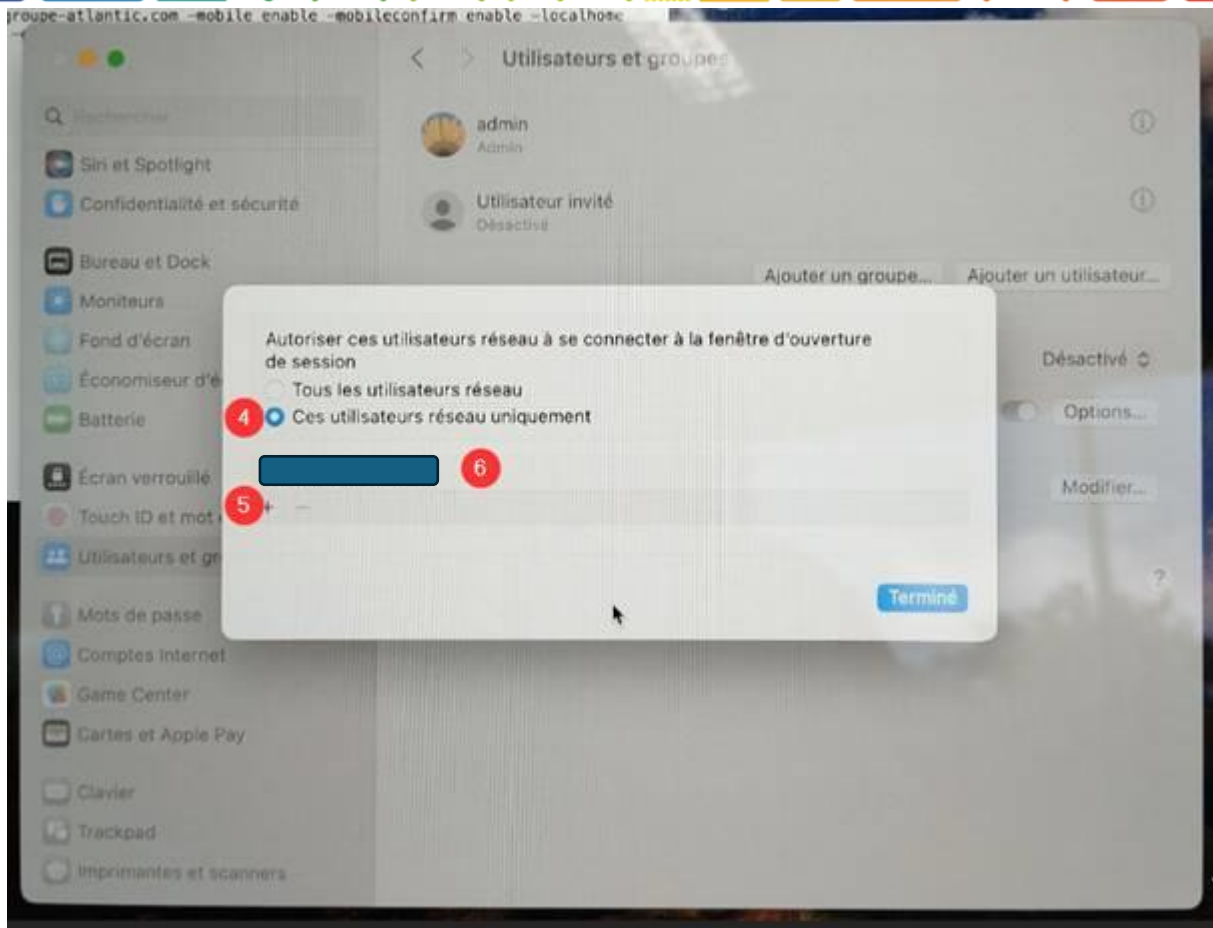 roupe-atlantic.com -mobile enable -mobileconfirm enable -localhome
Utilisateurs et groupes
Rechercher
admin
Admin
Siri et Spotlight
Confidentialité et sécurité
Utilisateur invité
Désactivé
Bureau et Dock
Ajouter un groupe... Ajouter un utilisateur...
Moniteurs
Fond d'écran
Autoriser ces utilisateurs réseau à se connecter à la fenêtre d'ouverture
de session
Désactivé
Économiseur d'é
Tous les utilisateurs réseau
Batterie
4 Ces utilisateurs réseau uniquement
Options...
Écran verrouillé
6
Modifier...
Touch ID et mot
5 + -
Utilisateurs et gr
?
Terminé
Mots de passe
Comptes Internet
Game Center
Cartes et Apple Pay
Clavier
Trackpad
Imprimantes et scanners